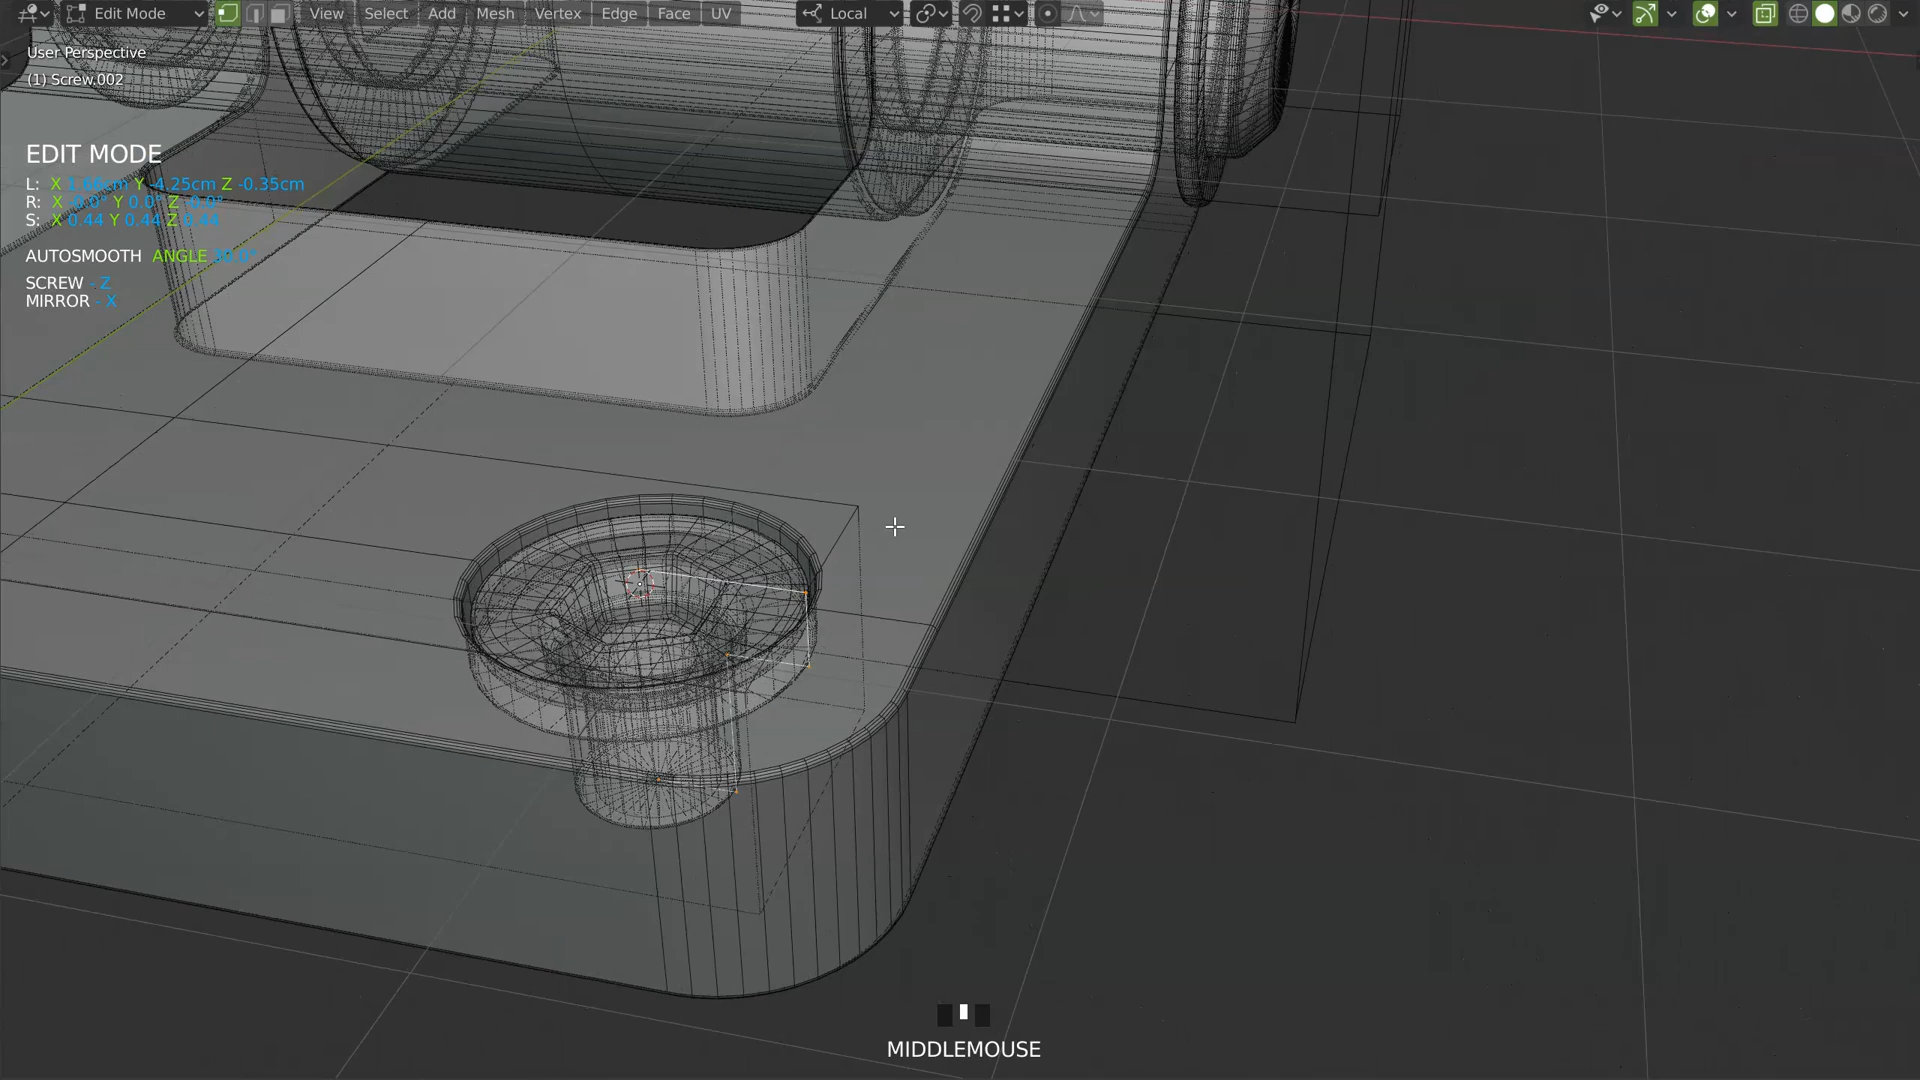 Edit Mode View Select Add Mesh Vertex Edge Face UV Local
User Perspective
(1) Screw.002
EDIT MODE
L: X 1.66cm Y -4.25cm Z -0.35cm
R: X -0.0° Y 0.0° Z -0.0°
S: X 0.44 Y 0.44 Z 0.44
AUTOSMOOTH ANGLE 30.0°
SCREW - Z
MIRROR - X
MIDDLEMOUSE